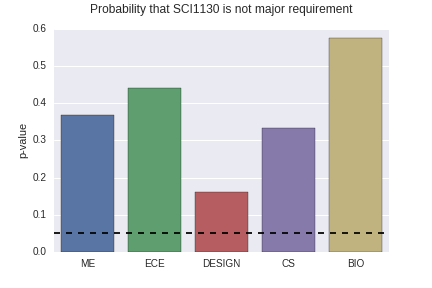 Probability that SCI1130 is not major requirement
0.6
0.5
0.4
0.3
0.2
0.1
0.0
p-value
ME ECE DESIGN CS BIO